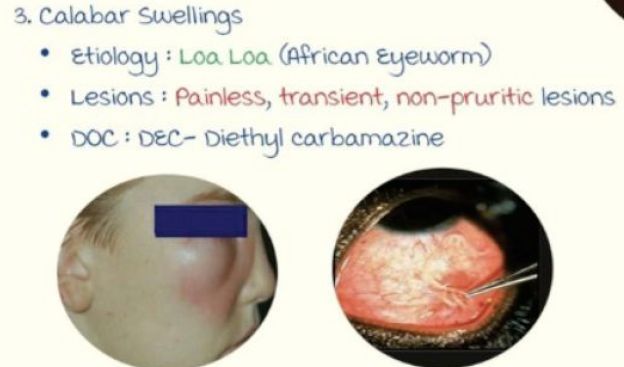 3. Calabar Swellings
• Etiology : Loa Loa (African Eyeworm)
• Lesions : Painless, transient, non-pruritic lesions
• DOC : DEC- Diethyl carbamazine